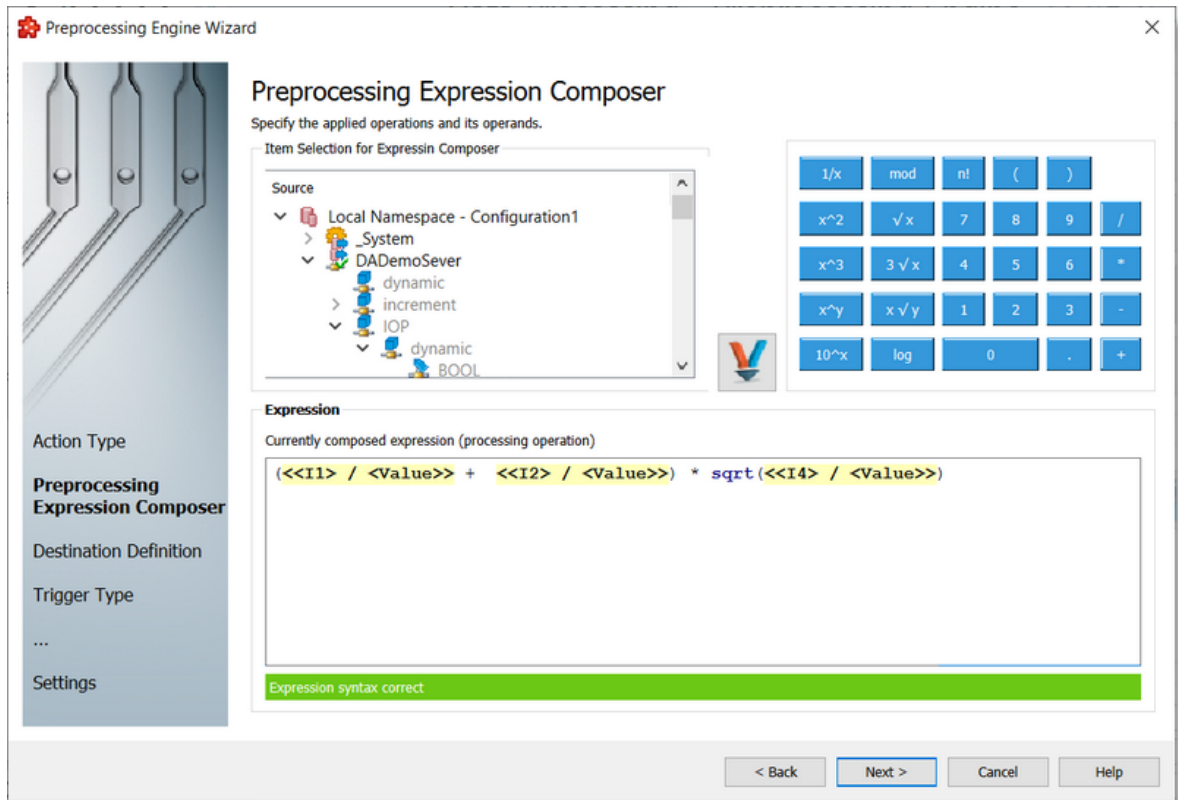 Preprocessing Engine Wizard
Preprocessing Expression Composer
Specify the applied operations and its operands.
Item Selection for Expressin Composer
Source
Local Namespace - Configuration1
_System
DADemoSever
dynamic
increment
IOP
dynamic
BOOL
1/x mod n! ( )
x^2 √x 7 8 9 /
x^3 3√x 4 5 6 *
x^y x√y 1 2 3 -
10^x log 0 . +
Action Type
Preprocessing
Expression Composer
Destination Definition
Trigger Type
...
Settings
Expression
Currently composed expression (processing operation)
(<<I1> / <Value>> + <<I2> / <Value>>) * sqrt(<<I4> / <Value>>)
Expression syntax correct
< Back Next > Cancel Help